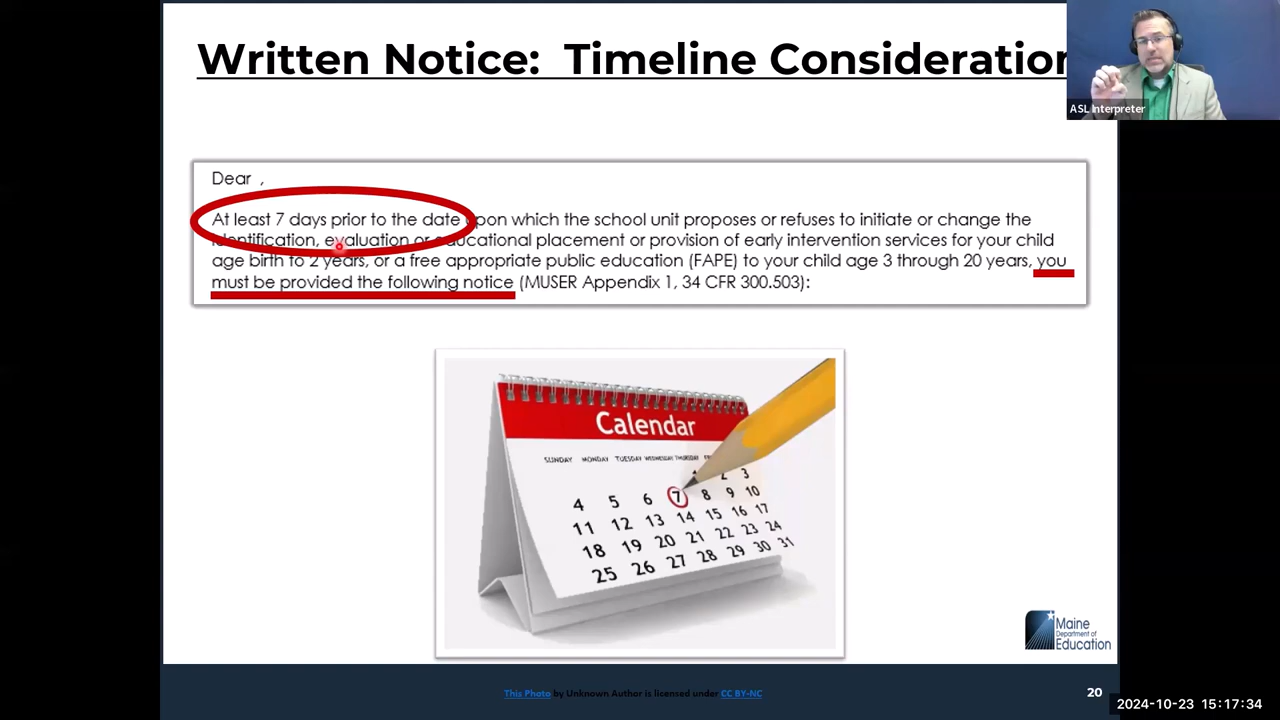 Written Notice: Timeline Consideration
ASL Interpreter
Dear ,
At least 7 days prior to the date upon which the school unit proposes or refuses to initiate or change the
identification, evaluation or educational placement or provision of early intervention services for your child
age birth to 2 years, or a free appropriate public education (FAPE) to your child age 3 through 20 years, you
must be provided the following notice (MUSER Appendix 1, 34 CFR 300.503):
Calendar
SUNDAY MONDAY TUESDAY WEDNESDAY THURSDAY
1 2 3
4 5 6 7 8 9 10
11 12 13 14 15 16 17
18 19 20 21 22 23 24
25 26 27 28 29 30 31
Maine
Department of
Education
This Photo by Unknown Author is licensed under CC BY-NC
20
2024-10-23 15:17:34